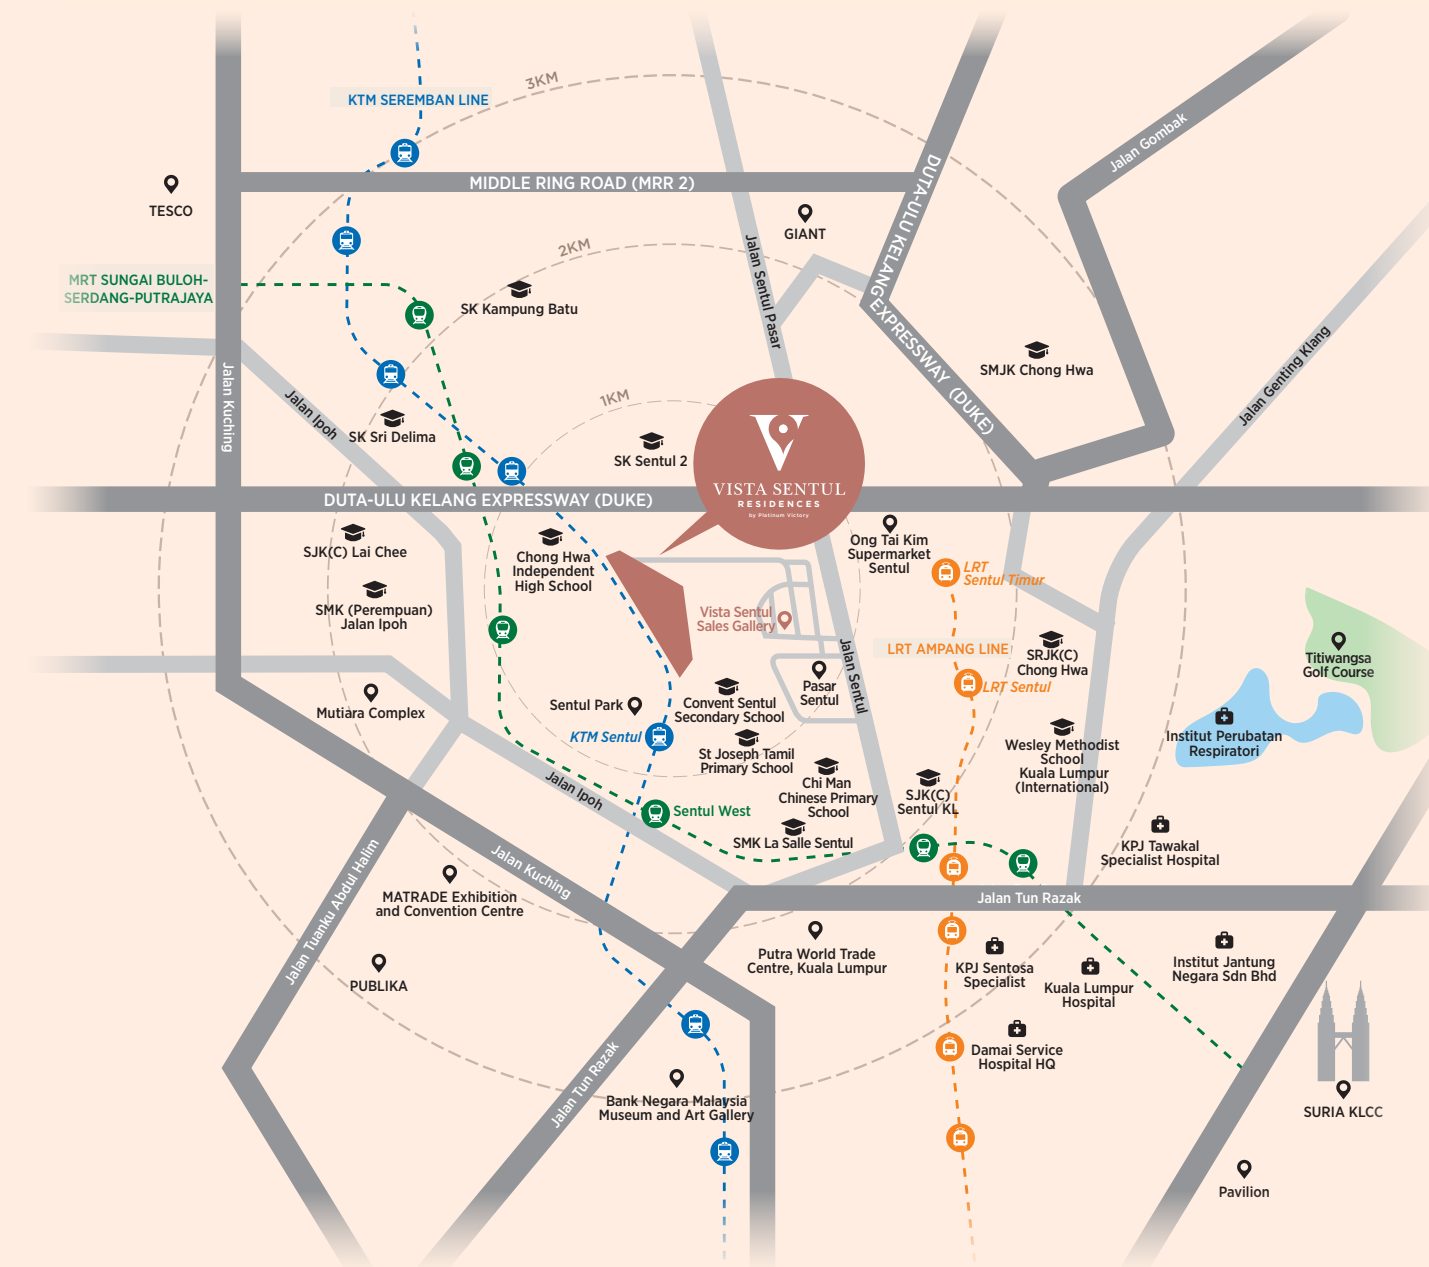 3KM
KTM SEREMBAN LINE
Jalan Gombak
MIDDLE RING ROAD (MRR 2)
DUTA-ULU KELANG EXPRESSWAY (DUKE)
TESCO
GIANT
2KM
Jalan Sentul Pasar
MRT SUNGAI BULOH-
SERDANG-PUTRAJAYA
SK Kampung Batu
SMJK Chong Hwa
Jalan Genting Klang
Jalan Kuching
Jalan Ipoh
1KM
SK Sri Delima
SK Sentul 2
VISTA SENTUL
RESIDENCES
by Platinum Victory
DUTA-ULU KELANG EXPRESSWAY (DUKE)
SJK(C) Lai Chee
Chong Hwa
Independent
High School
Ong Tai Kim
Supermarket
Sentul
LRT
Sentul Timur
SMK (Perempuan)
Jalan Ipoh
Vista Sentul
Sales Gallery
LRT AMPANG LINE
SRJK(C)
Chong Hwa
Titiwangsa
Golf Course
Jalan Sentul
Pasar
Sentul
LRT Sentul
Mutiara Complex
Sentul Park
Convent Sentul
Secondary School
KTM Sentul
Institut Perubatan
Respiratori
St Joseph Tamil
Primary School
Wesley Methodist
School
Kuala Lumpur
(International)
Jalan Ipoh
Chi Man
Chinese Primary
School
SJK(C)
Sentul KL
Sentul West
SMK La Salle Sentul
KPJ Tawakal
Specialist Hospital
Jalan Kuching
Jalan Tuanku Abdul Halim
MATRADE Exhibition
and Convention Centre
Jalan Tun Razak
Putra World Trade
Centre, Kuala Lumpur
KPJ Sentosa
Specialist
Kuala Lumpur
Hospital
Institut Jantung
Negara Sdn Bhd
PUBLIKA
Damai Service
Hospital HQ
Jalan Tun Razak
Bank Negara Malaysia
Museum and Art Gallery
SURIA KLCC
Pavilion